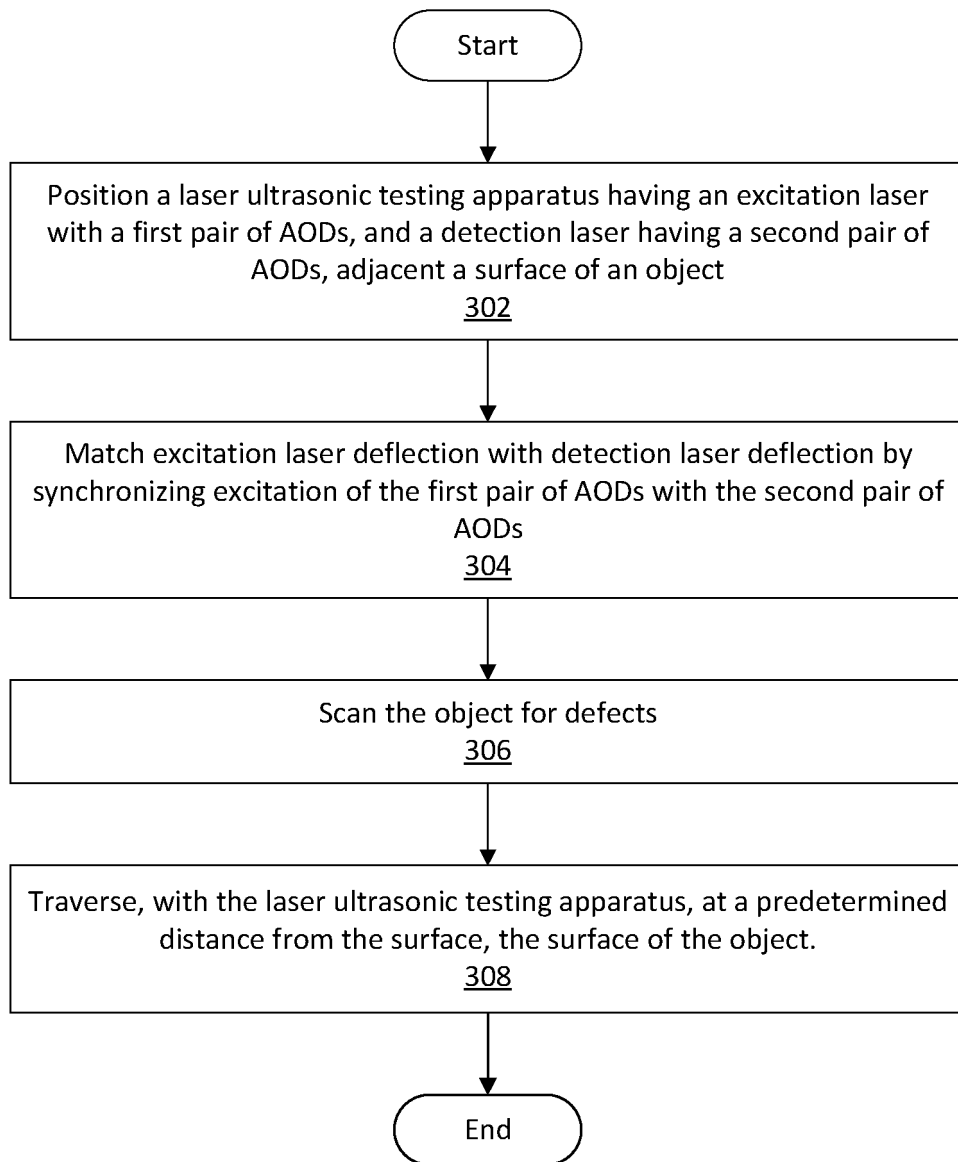 Start
Position a laser ultrasonic testing apparatus having an excitation laser
with a first pair of AODs, and a detection laser having a second pair of
AODs, adjacent a surface of an object
302
Match excitation laser deflection with detection laser deflection by
synchronizing excitation of the first pair of AODs with the second pair of
AODs
304
Scan the object for defects
306
Traverse, with the laser ultrasonic testing apparatus, at a predetermined
distance from the surface, the surface of the object.
308
End